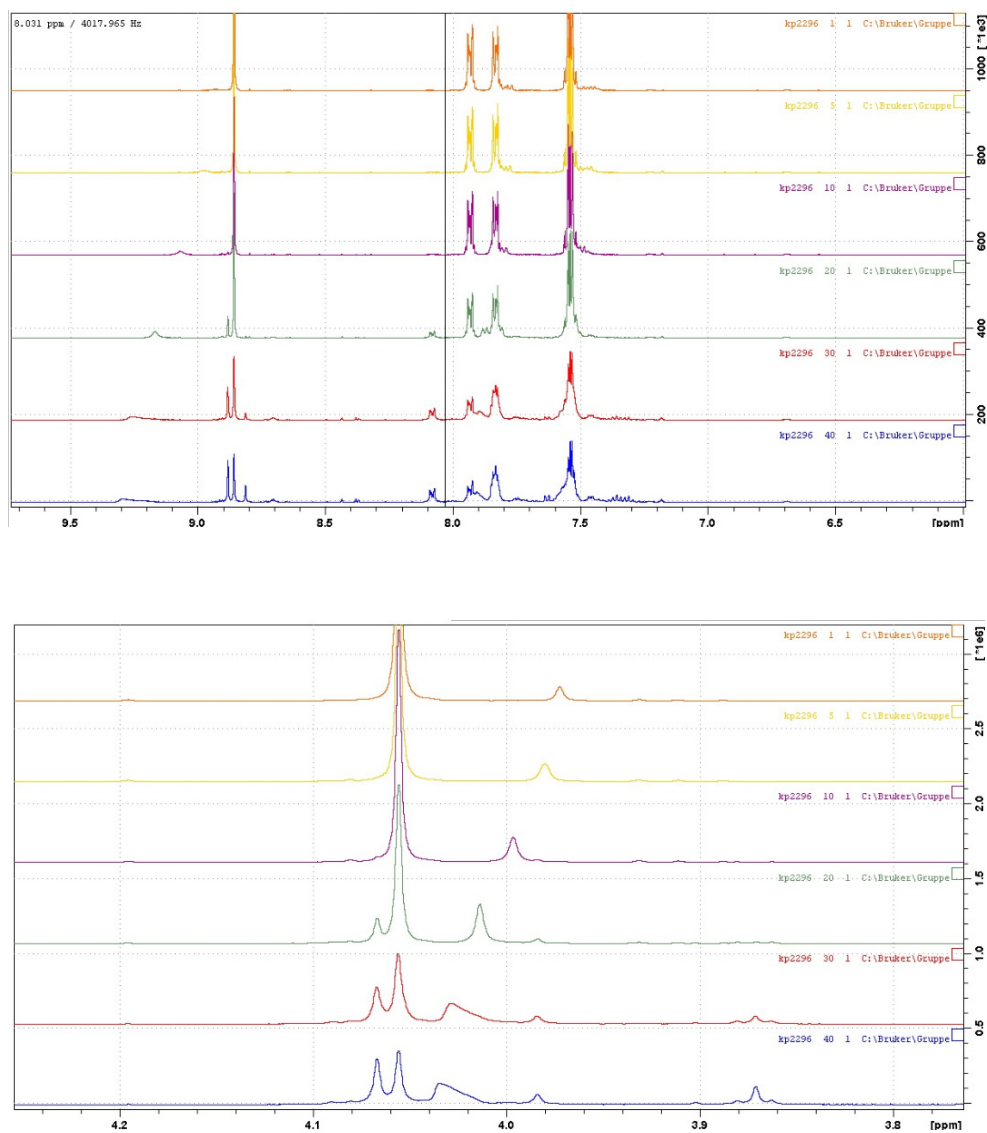 8.031 ppm / 4017.965 Hz
kp2296 1 1 C:\Bruker\Gruppe
kp2296 5 1 C:\Bruker\Gruppe
kp2296 10 1 C:\Bruker\Gruppe
kp2296 20 1 C:\Bruker\Gruppe
kp2296 30 1 C:\Bruker\Gruppe
kp2296 40 1 C:\Bruker\Gruppe
[*1e3]
1000
800
600
400
200
9.5 9.0 8.5 8.0 7.5 7.0 6.5 [ppm]
kp2296 1 1 C:\Bruker\Gruppe
kp2296 5 1 C:\Bruker\Gruppe
kp2296 10 1 C:\Bruker\Gruppe
kp2296 20 1 C:\Bruker\Gruppe
kp2296 30 1 C:\Bruker\Gruppe
kp2296 40 1 C:\Bruker\Gruppe
[*1e6]
2.5
2.0
1.5
1.0
0.5
4.2 4.1 4.0 3.9 3.8 [ppm]